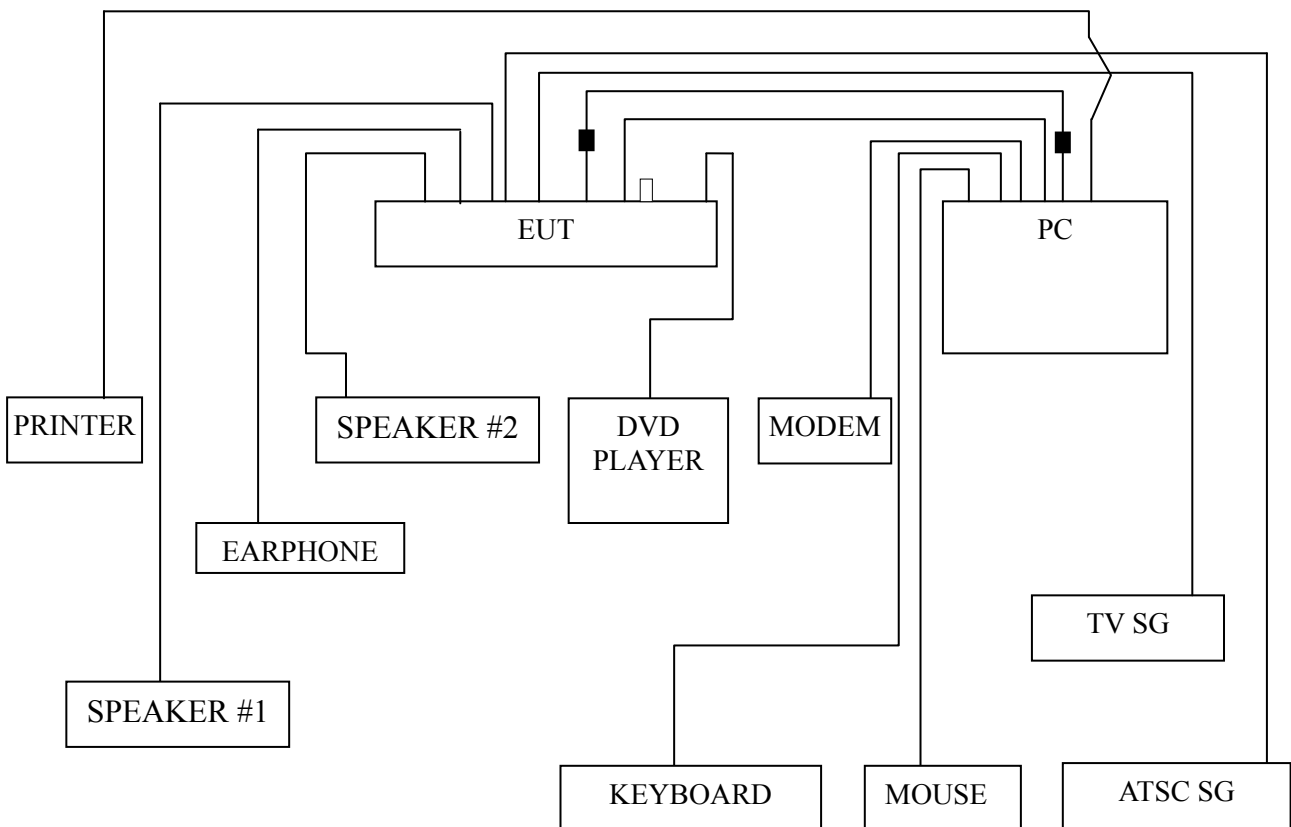 EUT
PC
PRINTER
SPEAKER #2
DVD
PLAYER
MODEM
EARPHONE
TV SG
SPEAKER #1
KEYBOARD
MOUSE
ATSC SG